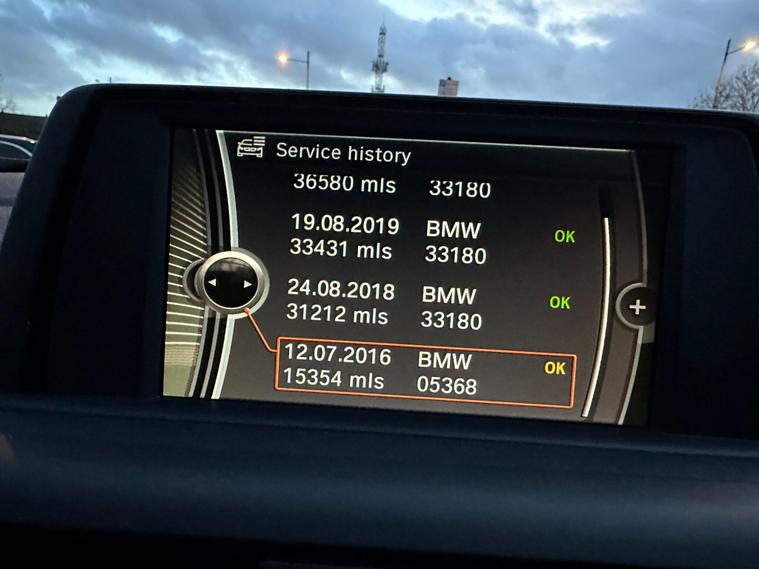 Service history
36580 mls 33180
19.08.2019 BMW OK
33431 mls 33180
24.08.2018 BMW OK
31212 mls 33180
12.07.2016 BMW OK
15354 mls 05368
+